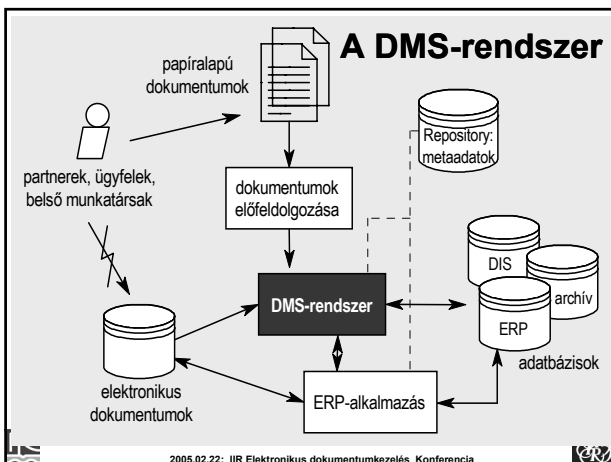 A DMS-rendszer
papíralapú
dokumentumok
Repository:
metaadatok
partnerek, ügyfelek,
belső munkatársak
dokumentumok
előfeldolgozása
DIS
archív
ERP
adatbázisok
DMS-rendszer
elektronikus
dokumentumok
ERP-alkalmazás
2005.02.22: IIR Elektronikus dokumentumkezelés Konferencia